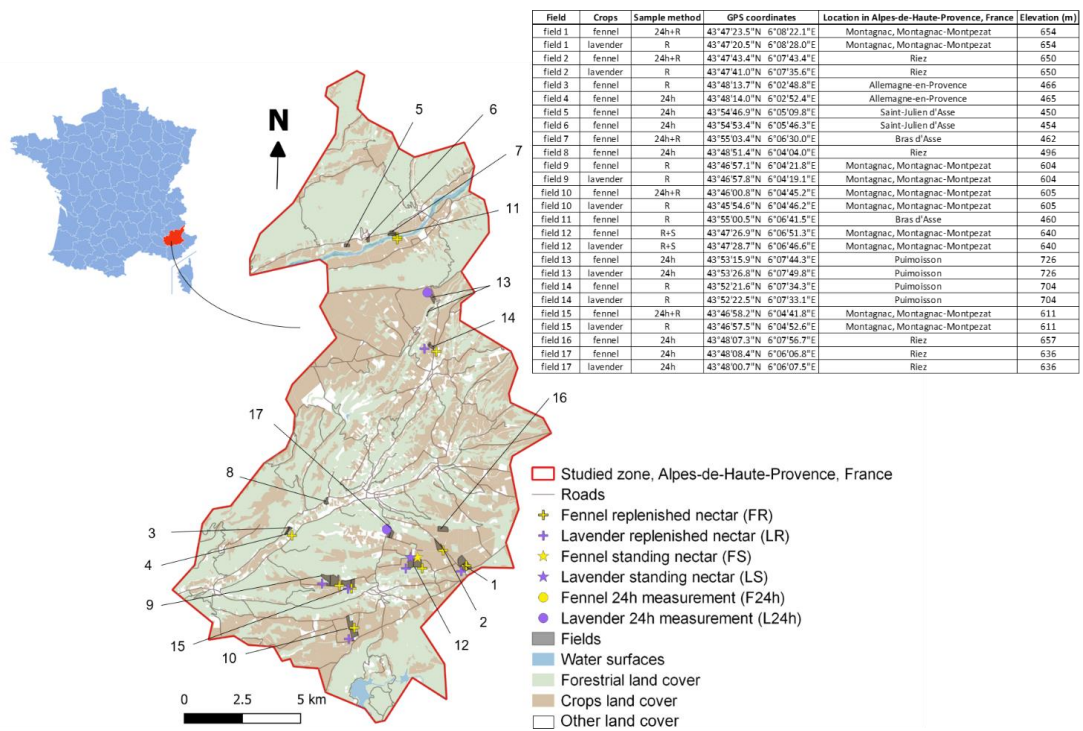 Field Crops Sample method GPS coordinates Location in Alpes-de-Haute-Provence, France Elevation (m)
field 1 fennel 24h+R 43°47'23.5"N 6°08'22.1"E Montagnac, Montagnac-Montpezat 654
field 1 lavender R 43°47'20.5"N 6°08'28.0"E Montagnac, Montagnac-Montpezat 654
field 2 fennel 24h+R 43°47'43.4"N 6°07'43.4"E Riez 650
field 2 lavender R 43°47'41.0"N 6°07'35.6"E Riez 650
field 3 fennel R 43°48'13.7"N 6°02'48.8"E Allemagne-en-Provence 466
field 4 fennel 24h 43°48'14.0"N 6°02'52.4"E Allemagne-en-Provence 465
field 5 fennel 24h 43°54'46.9"N 6°05'09.8"E Saint-Julien d'Asse 450
field 6 fennel 24h 43°54'53.4"N 6°05'46.3"E Saint-Julien d'Asse 454
field 7 fennel 24h+R 43°55'03.4"N 6°06'30.0"E Bras d'Asse 462
field 8 fennel 24h 43°48'51.4"N 6°04'04.0"E Riez 496
field 9 fennel R 43°46'57.1"N 6°04'21.8"E Montagnac, Montagnac-Montpezat 604
field 9 lavender R 43°46'57.8"N 6°04'19.1"E Montagnac, Montagnac-Montpezat 604
field 10 fennel 24h+R 43°46'00.8"N 6°04'45.2"E Montagnac, Montagnac-Montpezat 605
field 10 lavender R 43°45'54.6"N 6°04'46.2"E Montagnac, Montagnac-Montpezat 605
field 11 fennel R 43°55'00.5"N 6°06'41.5"E Bras d'Asse 460
field 12 fennel R+S 43°47'26.9"N 6°06'51.3"E Montagnac, Montagnac-Montpezat 640
field 12 lavender R+S 43°47'28.7"N 6°06'46.6"E Montagnac, Montagnac-Montpezat 640
field 13 fennel 24h 43°53'15.9"N 6°07'44.3"E Puimoisson 726
field 13 lavender 24h 43°53'26.8"N 6°07'49.8"E Puimoisson 726
field 14 fennel R 43°52'21.6"N 6°07'34.3"E Puimoisson 704
field 14 lavender R 43°52'22.5"N 6°07'33.1"E Puimoisson 704
field 15 fennel 24h+R 43°46'58.2"N 6°04'41.8"E Montagnac, Montagnac-Montpezat 611
field 15 lavender R 43°46'57.5"N 6°04'52.6"E Montagnac, Montagnac-Montpezat 611
field 16 fennel 24h 43°48'07.3"N 6°07'56.7"E Riez 657
field 17 fennel 24h 43°48'08.4"N 6°06'06.8"E Riez 636
field 17 lavender 24h 43°48'00.7"N 6°06'07.5"E Riez 636
N
5
6
7
11
13
14
16
17
8
3
4
9
15
10
1
2
12
0 2.5 5 km
Studied zone, Alpes-de-Haute-Provence, France
Roads
Fennel replenished nectar (FR)
Lavender replenished nectar (LR)
Fennel standing nectar (FS)
Lavender standing nectar (LS)
Fennel 24h measurement (F24h)
Lavender 24h measurement (L24h)
Fields
Water surfaces
Forestrial land cover
Crops land cover
Other land cover